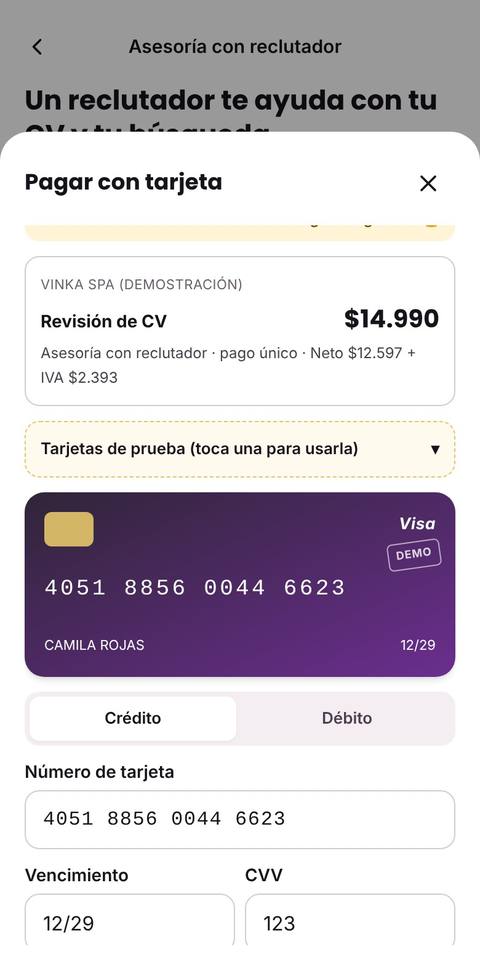 Asesoría con reclutador
Un reclutador te ayuda con tu
CV y tu búsqueda
Pagar con tarjeta
VINKA SPA (DEMOSTRACIÓN)
Revisión de CV
$14.990
Asesoría con reclutador · pago único · Neto $12.597 +
IVA $2.393
Tarjetas de prueba (toca una para usarla) ▼
Visa
DEMO
4051 8856 0044 6623
CAMILA ROJAS
12/29
Crédito
Débito
Número de tarjeta
4051 8856 0044 6623
Vencimiento
CVV
12/29
123